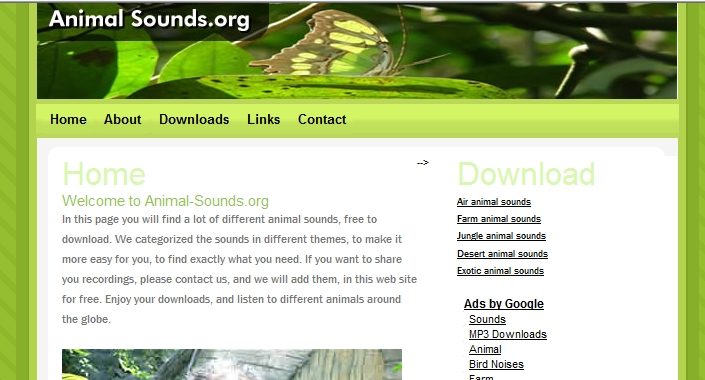 Animal Sounds.org
Home About Downloads Links Contact
Home
Welcome to Animal-Sounds.org
In this page you will find a lot of different animal sounds, free to
download. We categorized the sounds in different themes, to make it
more easy for you, to find exactly what you need. If you want to share
you recordings, please contact us, and we will add them, in this web site
for free. Enjoy your downloads, and listen to different animals around
the globe.
-->
Download
Air animal sounds
Farm animal sounds
Jungle animal sounds
Desert animal sounds
Exotic animal sounds
Ads by Google
Sounds
MP3 Downloads
Animal
Bird Noises
Farm